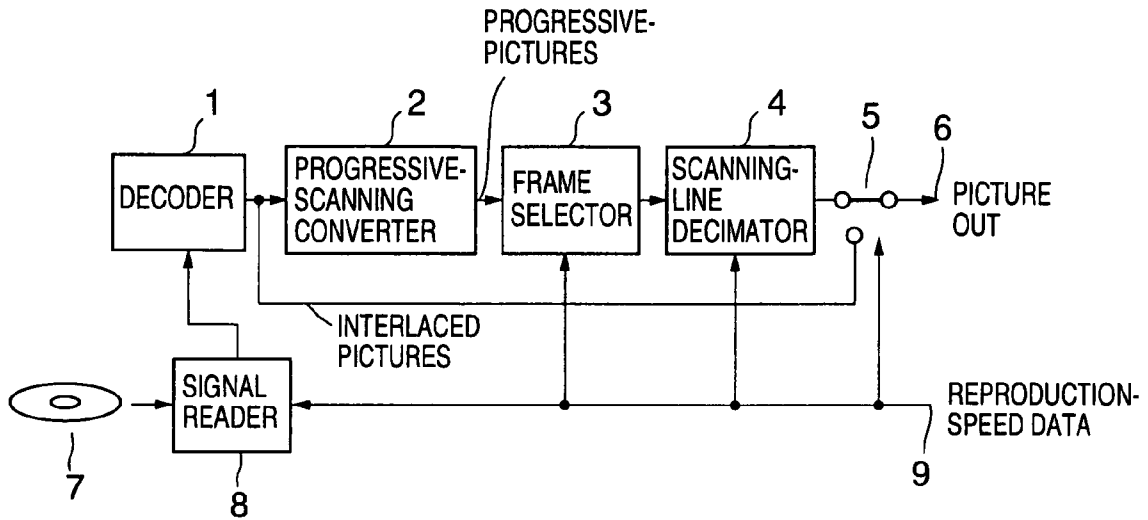 PROGRESSIVE-
PICTURES
1
2
3
4
5
6
DECODER
PROGRESSIVE-
SCANNING
CONVERTER
FRAME
SELECTOR
SCANNING-
LINE
DECIMATOR
PICTURE
OUT
INTERLACED
PICTURES
SIGNAL
READER
REPRODUCTION-
SPEED DATA
7
8
9